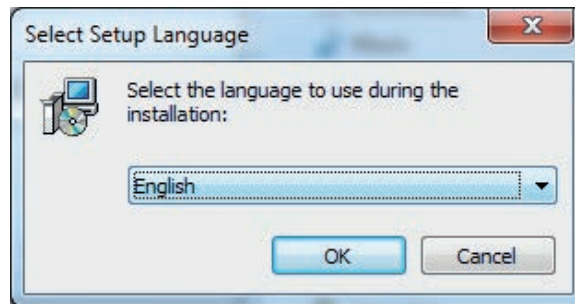 Select Setup Language
Select the language to use during the
installation:
English
OK
Cancel